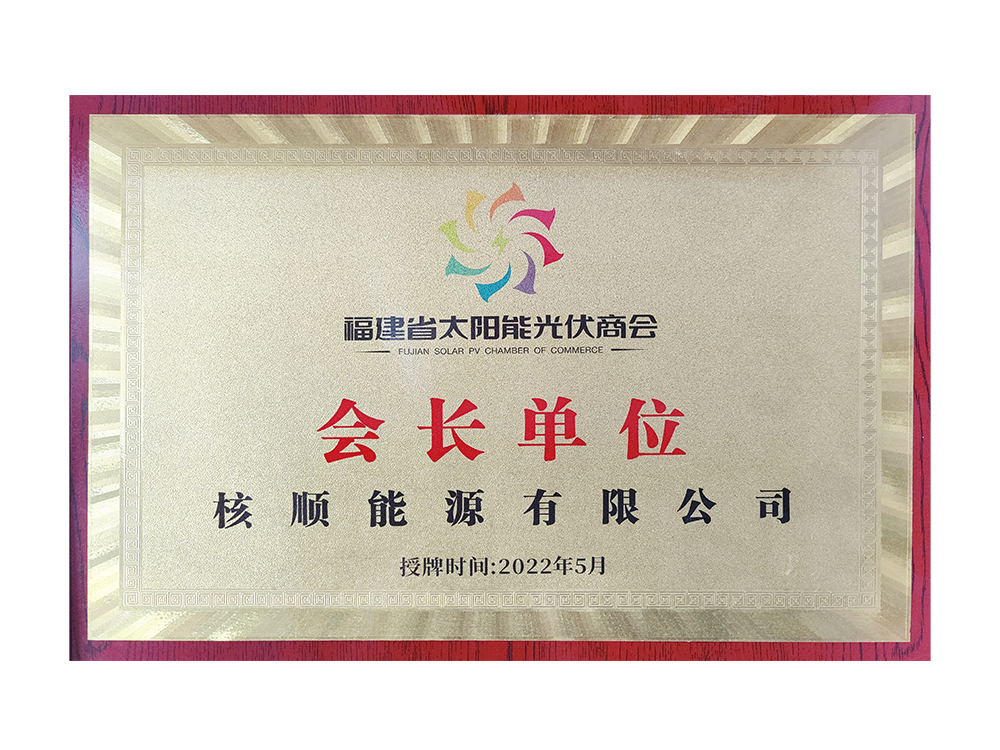 福建省太阳能光伏商会
FUJIAN SOLAR PV CHAMBER OF COMMERCE
会长单位
核顺能源有限公司
授牌时间:2022年5月